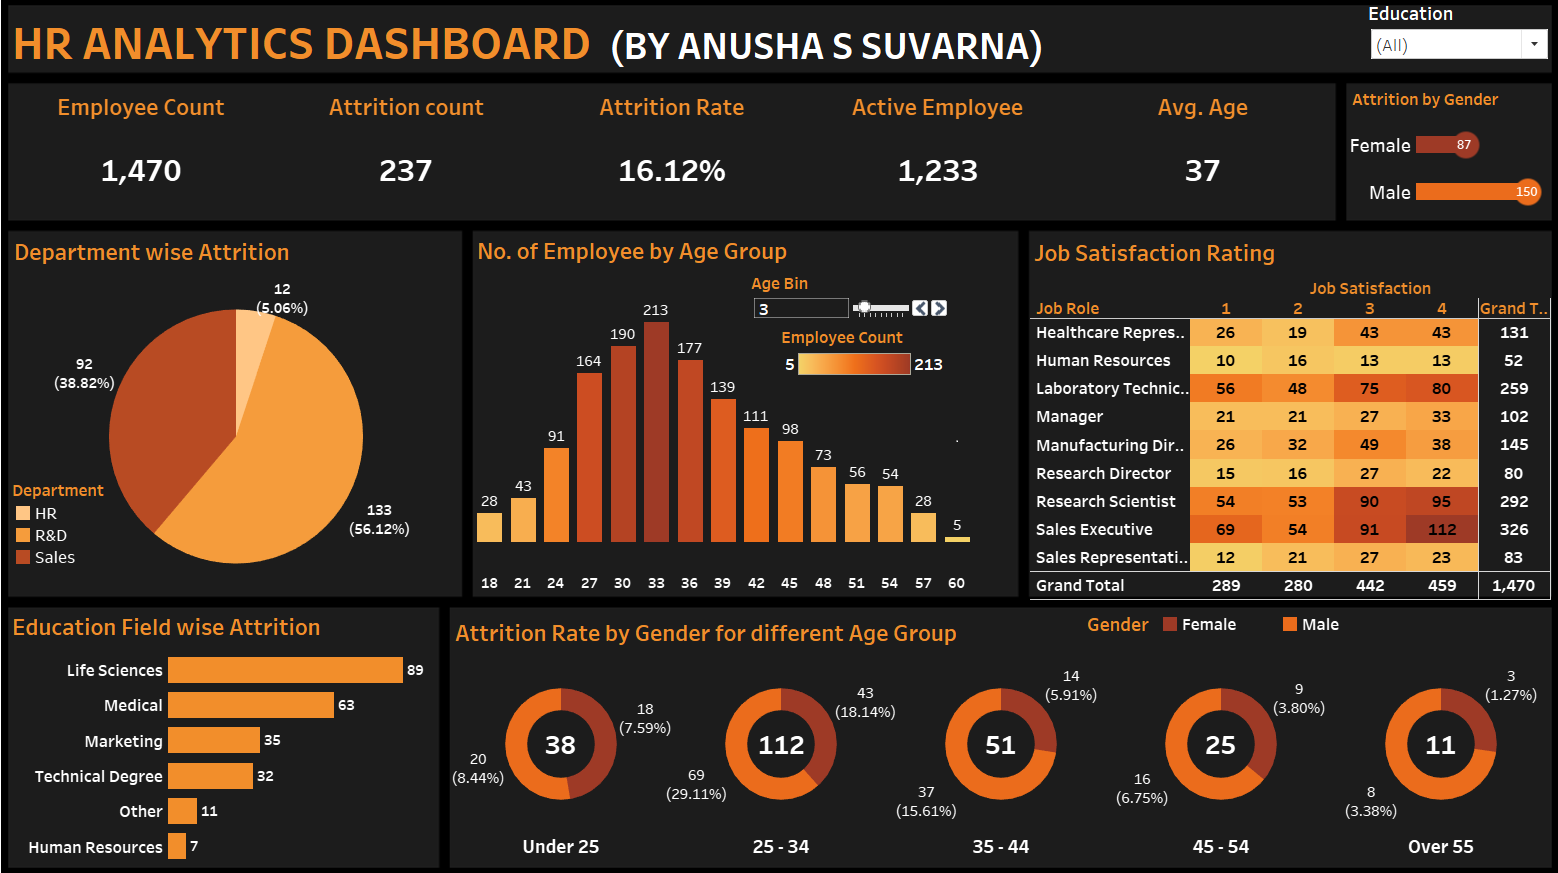 Education
HR ANALYTICS DASHBOARD (BY ANUSHA S SUVARNA)
(All)
Employee Count
Attrition count
Attrition Rate
Active Employee
Avg. Age
1,470
237
16.12%
1,233
37
Attrition by Gender
Female 87
Male 150
Department wise Attrition
12
(5.06%)
92
(38.82%)
133
(56.12%)
Department
HR
R&D
Sales
No. of Employee by Age Group
Age Bin
3
Employee Count
5 213
28 43 91 164 190 213 177 139 111 98 73 56 54 28 5
18 21 24 27 30 33 36 39 42 45 48 51 54 57 60
Job Satisfaction Rating
Job Satisfaction
Job Role 1 2 3 4 Grand T..
Healthcare Repres.. 26 19 43 43 131
Human Resources 10 16 13 13 52
Laboratory Technic.. 56 48 75 80 259
Manager 21 21 27 33 102
Manufacturing Dir.. 26 32 49 38 145
Research Director 15 16 27 22 80
Research Scientist 54 53 90 95 292
Sales Executive 69 54 91 112 326
Sales Representati.. 12 21 27 23 83
Grand Total 289 280 442 459 1,470
Education Field wise Attrition
Life Sciences 89
Medical 63
Marketing 35
Technical Degree 32
Other 11
Human Resources 7
Attrition Rate by Gender for different Age Group
Gender Female Male
18
(7.59%)
38
20
(8.44%)
Under 25
43
(18.14%)
112
69
(29.11%)
25 - 34
14
(5.91%)
51
37
(15.61%)
35 - 44
9
(3.80%)
25
16
(6.75%)
45 - 54
3
(1.27%)
11
8
(3.38%)
Over 55